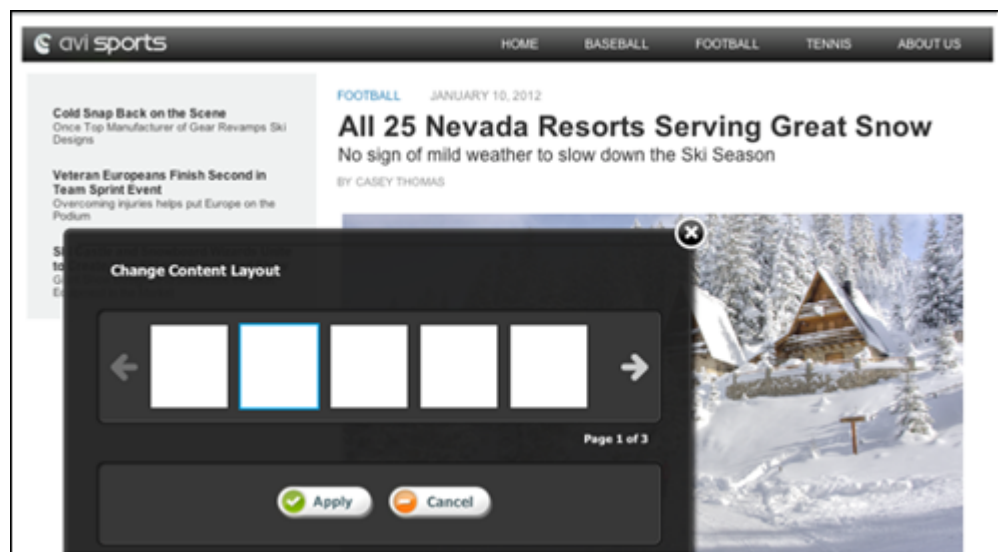 avi sports
HOME BASEBALL FOOTBALL TENNIS ABOUT US
Cold Snap Back on the Scene
Once Top Manufacturer of Gear Revamps Ski
Designs
Veteran Europeans Finish Second in
Team Sprint Event
Overcoming injuries helps put Europe on the
Podium
FOOTBALL JANUARY 10, 2012
All 25 Nevada Resorts Serving Great Snow
No sign of mild weather to slow down the Ski Season
BY CASEY THOMAS
Change Content Layout
Page 1 of 3
Apply Cancel